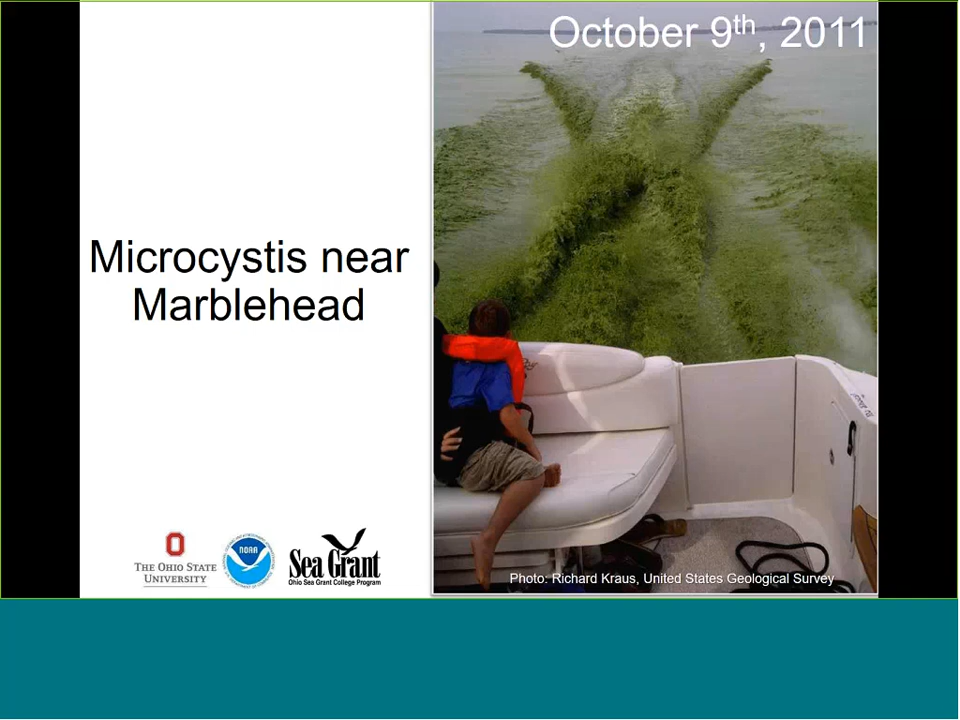 October 9th, 2011
Microcystis near
Marblehead
THE OHIO STATE
UNIVERSITY
NOAA
Sea Grant
Ohio Sea Grant College Program
Photo: Richard Kraus, United States Geological Survey